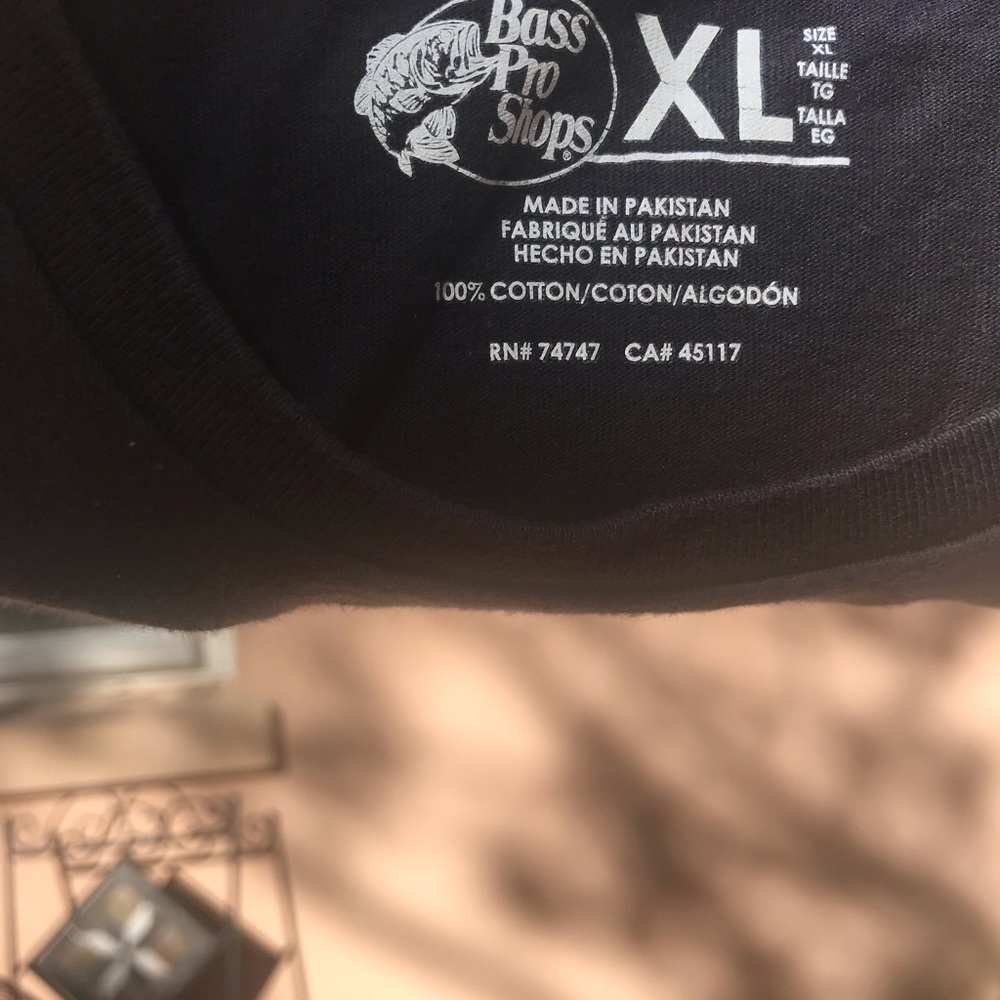 Bass
Pro
Shops®
XL
SIZE
XL
TAILLE
TG
TALLA
EG
MADE IN PAKISTAN
FABRIQUÉ AU PAKISTAN
HECHO EN PAKISTAN
100% COTTON/COTON/ALGODÓN
RN# 74747 CA# 45117